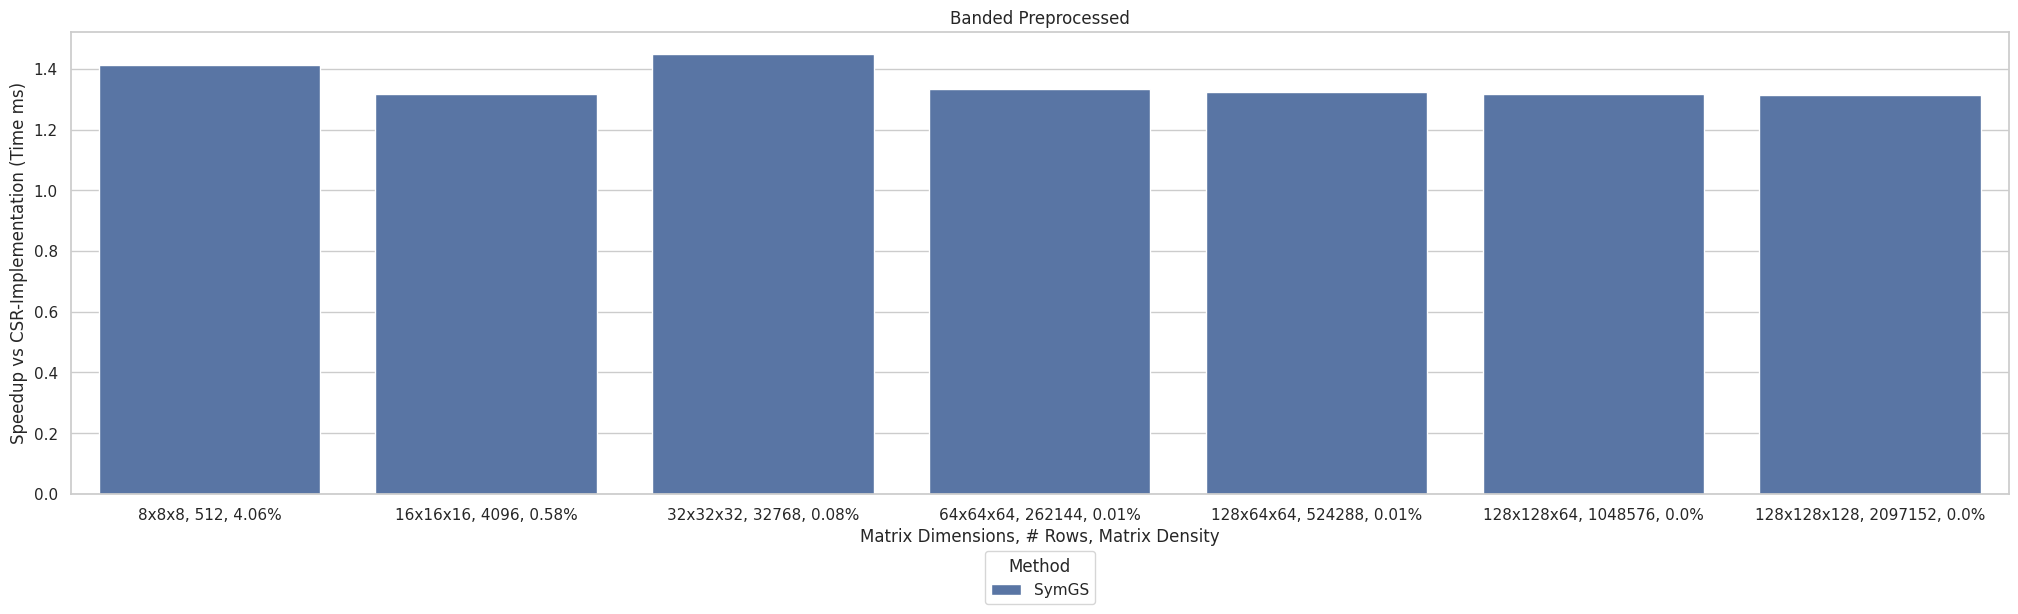 Banded Preprocessed
Speedup vs CSR-Implementation (Time ms)
1.4
1.2
1.0
0.8
0.6
0.4
0.2
0.0
8x8x8, 512, 4.06%
16x16x16, 4096, 0.58%
32x32x32, 32768, 0.08%
64x64x64, 262144, 0.01%
128x64x64, 524288, 0.01%
128x128x64, 1048576, 0.0%
128x128x128, 2097152, 0.0%
Matrix Dimensions, # Rows, Matrix Density
Method
SymGS